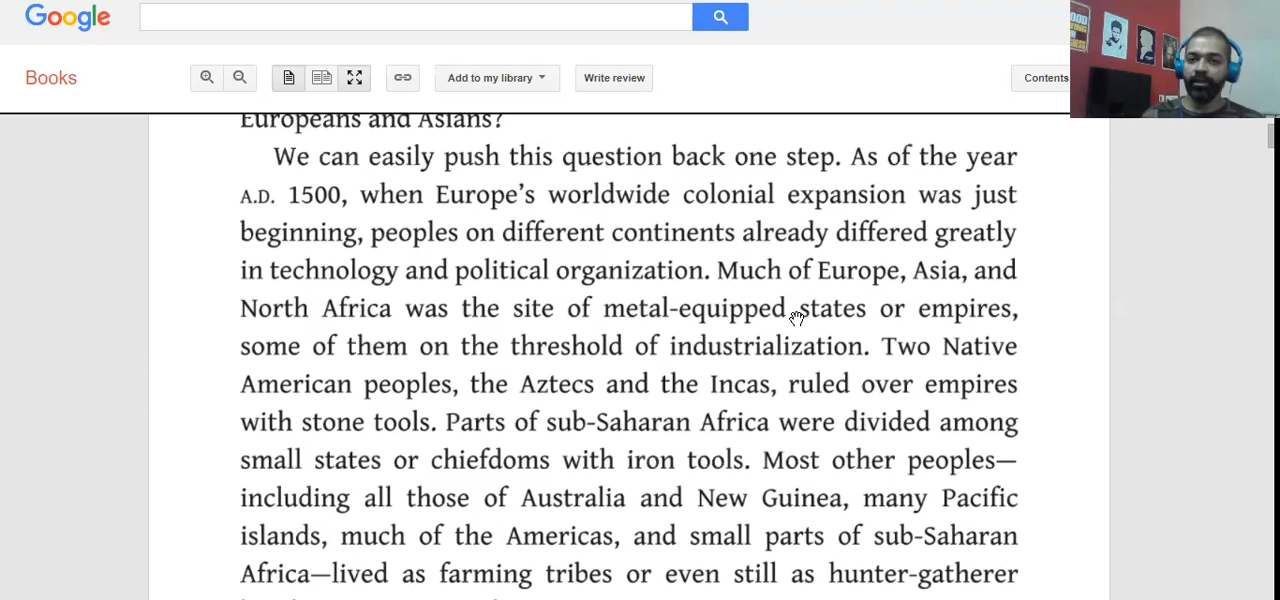 Google
Books
Add to my library
Write review
Contents
Europeans and Asians?
We can easily push this question back one step. As of the year
A.D. 1500, when Europe's worldwide colonial expansion was just
beginning, peoples on different continents already differed greatly
in technology and political organization. Much of Europe, Asia, and
North Africa was the site of metal-equipped states or empires,
some of them on the threshold of industrialization. Two Native
American peoples, the Aztecs and the Incas, ruled over empires
with stone tools. Parts of sub-Saharan Africa were divided among
small states or chiefdoms with iron tools. Most other peoples—
including all those of Australia and New Guinea, many Pacific
islands, much of the Americas, and small parts of sub-Saharan
Africa—lived as farming tribes or even still as hunter-gatherer